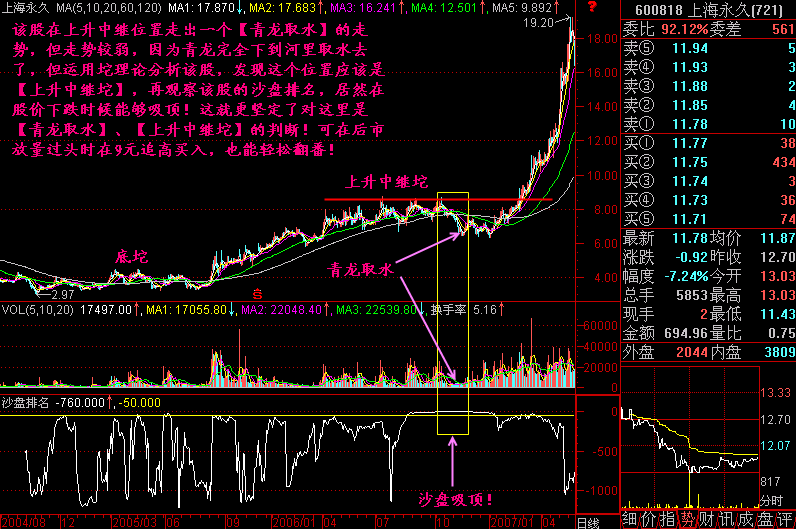 上海永久 MA(5,10,20,60,120) MA1: 17.870↓, MA2: 17.683↑, MA3: 16.241↑, MA4: 12.501↑, MA5: 9.892↑
19.20→
该股在上升中继位置走出一个【青龙取水】的走
势，但走势较弱，因为青龙完全下到河里取水去
了，但运用坨理论分析该股，发现这个位置应该是
【上升中继坨】，再观察该股的沙盘排名，居然在
股价下跌时候能够吸顶！这就更坚定了对这里是
【青龙取水】、【上升中继坨】的判断！可在后市
放量过头时在9元追高买入，也能轻松翻番！
上升中继坨
底坨
青龙取水
←2.97
18.00
16.00
14.00
12.00
10.00
8.00
6.00
4.00
VOL(5,10,20) 17497.00↑, MA1: 17055.80↓, MA2: 22048.40↑, MA3: 22539.80↓, 换手率 5.16↑
60000
40000
20000
0
沙盘排名 -760.000↑, -50.000
0
-500
-1000
沙盘吸顶！
2004/08 12 2005/03 06 09 2006/01 04 07 10 2007/01 04 日线
?
600818 上海永久(721)
委比 92.12% 委差 561
卖⑤ 11.94 5
卖④ 11.93 3
卖③ 11.88 2
卖② 11.85 4
卖① 11.78 10
买① 11.77 38
买② 11.75 434
买③ 11.74 3
买④ 11.73 36
买⑤ 11.71 74
最新 11.78 均价 11.87
涨跌 -0.92 昨收 12.70
幅度 -7.24% 今开 13.03
总手 5853 最高 13.03
现手 2 最低 11.43
金额 694.96 量比 0.75
外盘 2044 内盘 3809
13.33
12.70
12.07
817
分时
细 价 指 势 财 讯 成 盘 评